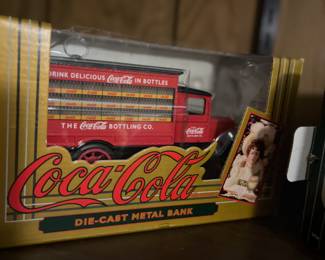 DRINK DELICIOUS Coca-Cola IN BOTTLES
THE Coca-Cola BOTTLING CO.
Coca-Cola
Coca-Cola
DIE-CAST METAL BANK